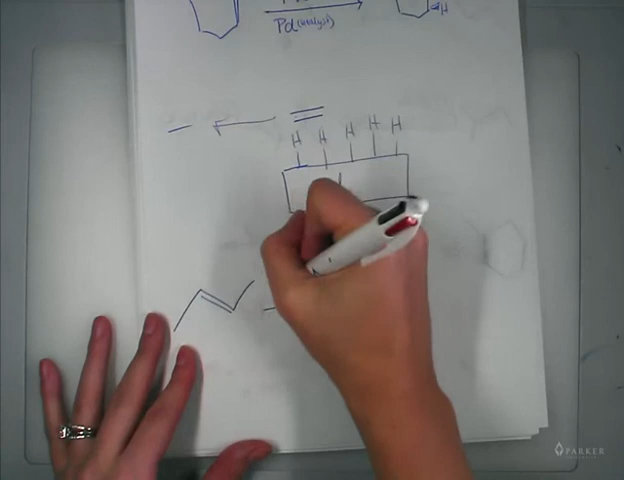 Pd(catalyst)
H
H H H H H
PARKER